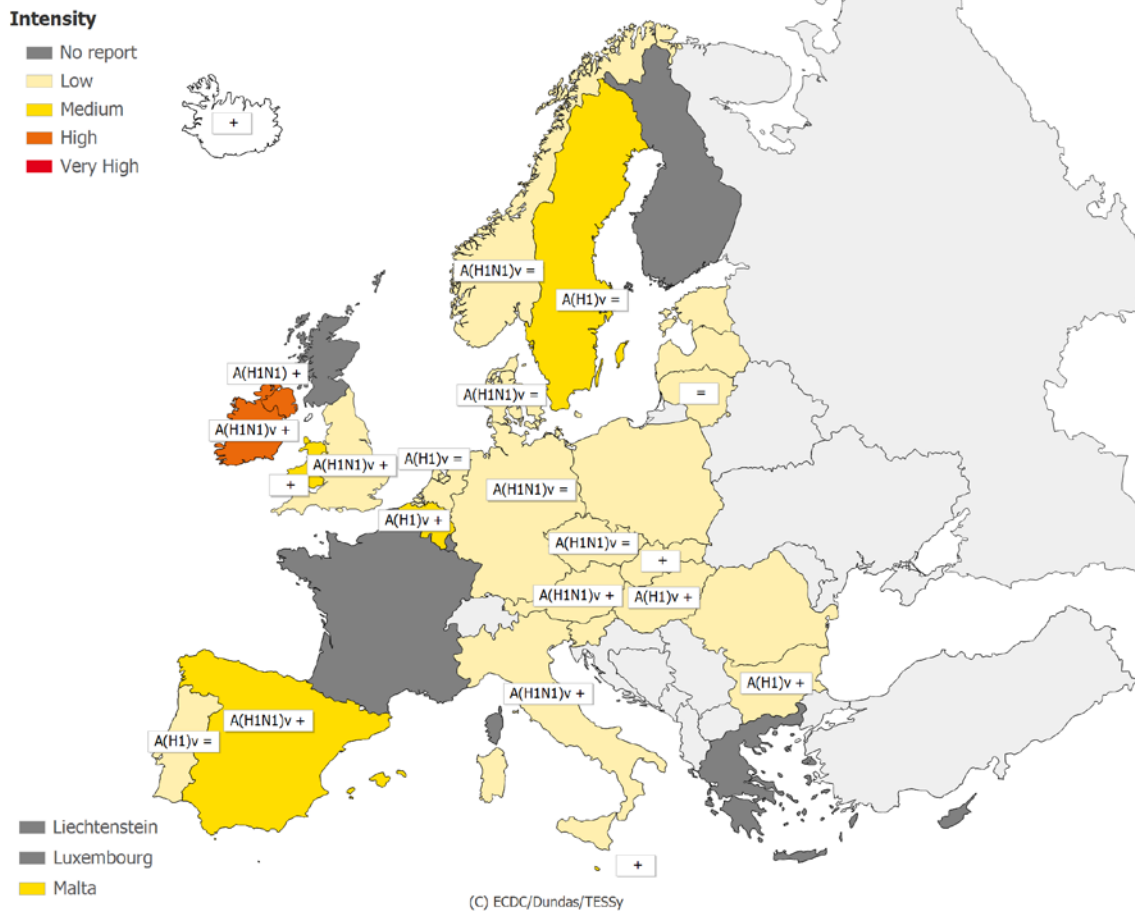 Intensity
No report
Low
Medium
High
Very High
+
A(H1N1)v =
A(H1)v =
A(H1N1) +
A(H1N1)v =
=
A(H1N1)v +
A(H1)v =
A(H1N1)v +
+
A(H1N1)v =
A(H1)v +
A(H1N1)v =
+
A(H1N1)v +
A(H1)v +
A(H1)v +
A(H1N1)v +
A(H1N1)v +
A(H1)v =
Liechtenstein
Luxembourg
+
Malta
(C) ECDC/Dundas/TESSy